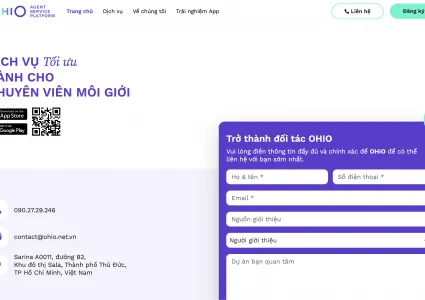 OHIO AGENT
SERVICE
PLATFORM
Trang chủ Dịch vụ Về chúng tôi Trải nghiệm App Liên hệ Đăng ký
ỊCH VỤ Tối ưu
ÀNH CHO
HUYÊN VIÊN MÔI GIỚI
App Store
Google Play
Trở thành đối tác OHIO
Vui lòng điền thông tin đầy đủ và chính xác để OHIO có thể
liên hệ với bạn sớm nhất.
Họ & tên *
Số điện thoại *
Email *
Nguồn giới thiệu
Người giới thiệu
Dự án bạn quan tâm
090.27.29.246
contact@ohio.net.vn
Sarina A0011, đường B2,
Khu đô thị Sala, Thành phố Thủ Đức,
TP Hồ Chí Minh, Việt Nam